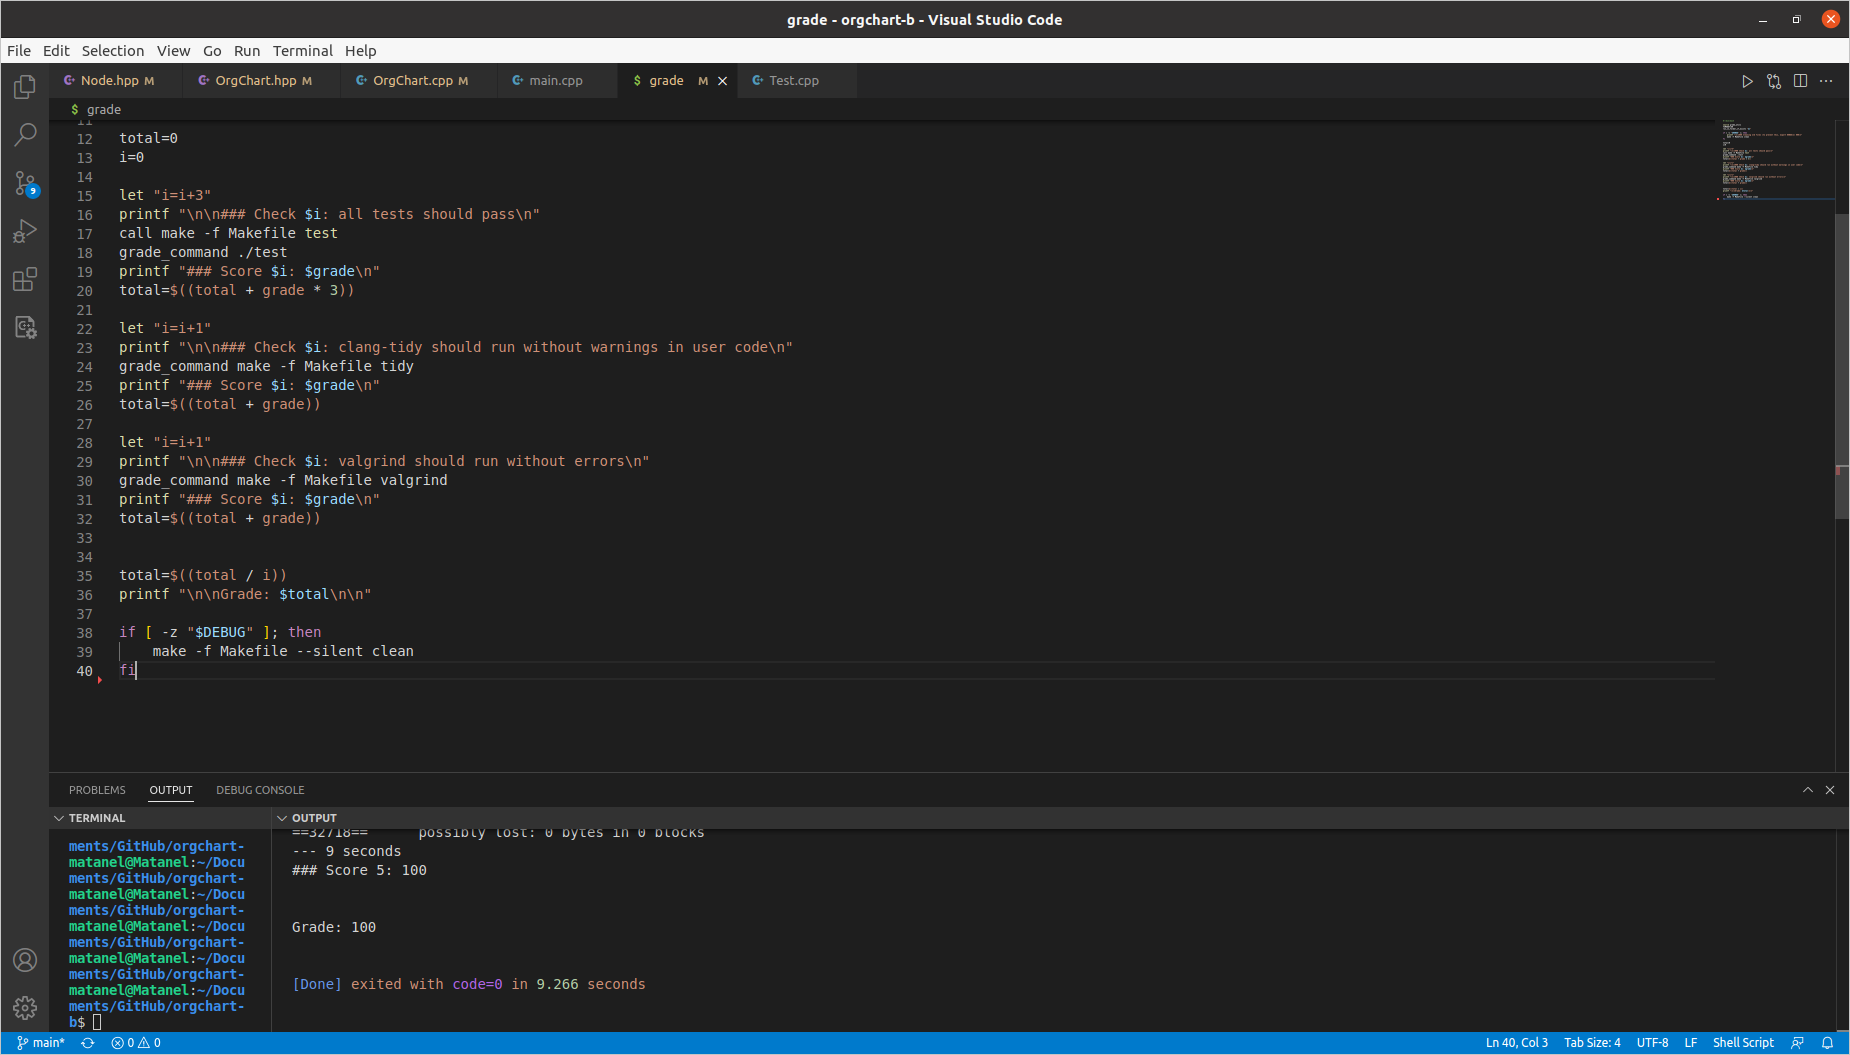 grade - orgchart-b - Visual Studio Code
File Edit Selection View Go Run Terminal Help
Node.hpp M OrgChart.hpp M OrgChart.cpp M main.cpp $ grade M Test.cpp
$ grade
11
12 total=0
13 i=0
14
15 let "i=i+3"
16 printf "\n\n### Check $i: all tests should pass\n"
17 call make -f Makefile test
18 grade_command ./test
19 printf "### Score $i: $grade\n"
20 total=$((total + grade * 3))
21
22 let "i=i+1"
23 printf "\n\n### Check $i: clang-tidy should run without warnings in user code\n"
24 grade_command make -f Makefile tidy
25 printf "### Score $i: $grade\n"
26 total=$((total + grade))
27
28 let "i=i+1"
29 printf "\n\n### Check $i: valgrind should run without errors\n"
30 grade_command make -f Makefile valgrind
31 printf "### Score $i: $grade\n"
32 total=$((total + grade))
33
34
35 total=$((total / i))
36 printf "\n\nGrade: $total\n\n"
37
38 if [ -z "$DEBUG" ]; then
39 make -f Makefile --silent clean
40 fi
9
PROBLEMS OUTPUT DEBUG CONSOLE
TERMINAL
ments/GitHub/orgchart-
matanel@Matanel:~/Docu
ments/GitHub/orgchart-
matanel@Matanel:~/Docu
ments/GitHub/orgchart-
matanel@Matanel:~/Docu
ments/GitHub/orgchart-
matanel@Matanel:~/Docu
ments/GitHub/orgchart-
matanel@Matanel:~/Docu
ments/GitHub/orgchart-
b$
OUTPUT
==32718== possibly lost: 0 bytes in 0 blocks
--- 9 seconds
### Score 5: 100
Grade: 100
[Done] exited with code=0 in 9.266 seconds
main* 0 0 Ln 40, Col 3 Tab Size: 4 UTF-8 LF Shell Script